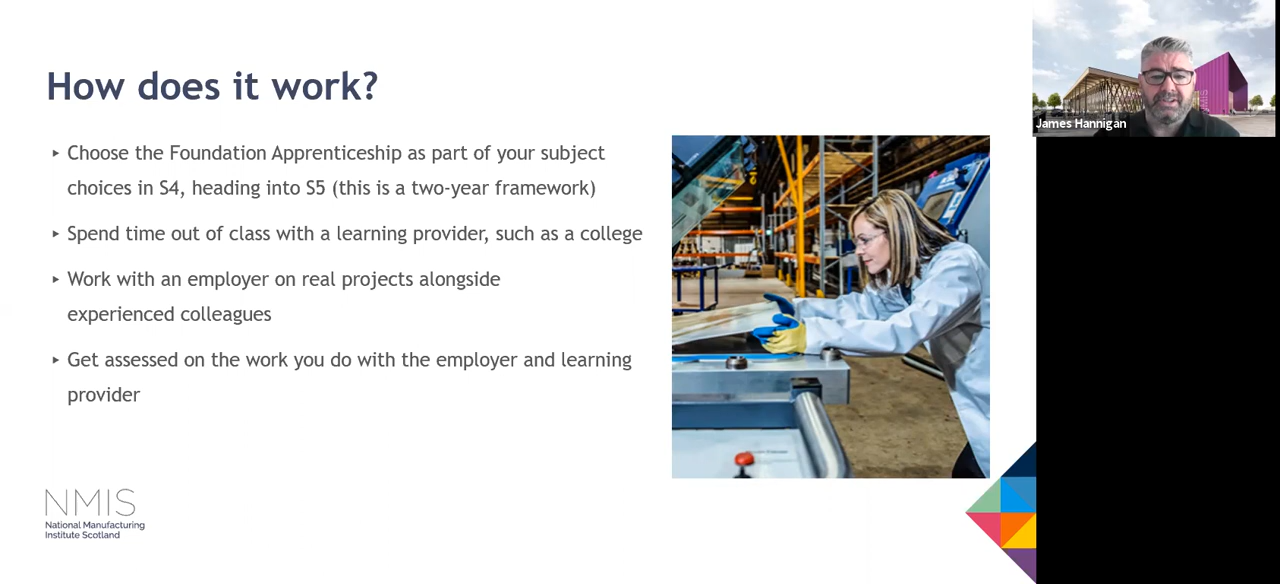 How does it work?
‣ Choose the Foundation Apprenticeship as part of your subject
choices in S4, heading into S5 (this is a two-year framework)
‣ Spend time out of class with a learning provider, such as a college
‣ Work with an employer on real projects alongside
experienced colleagues
‣ Get assessed on the work you do with the employer and learning
provider
NMIS
National Manufacturing
Institute Scotland
James Hannigan
NMIS